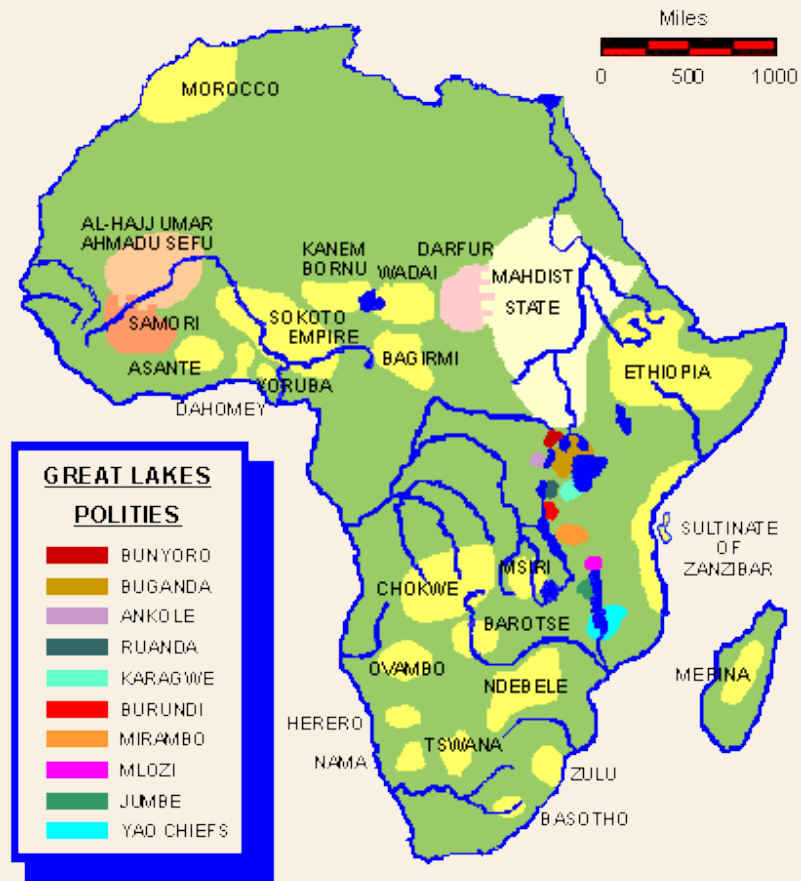 Miles
0 500 1000
MOROCCO
AL-HAJJ UMAR
AHMADU SEFU
SAMORI
ASANTE
DAHOMEY
YORUBA
SOKOTO
EMPIRE
KANEM
BORNU
WADAI
BAGIRMI
DARFUR
MAHDIST
STATE
ETHIOPIA
SULTINATE
OF
ZANZIBAR
MSIRI
CHOKWE
BAROTSE
OVAMBO
NDEBELE
MERINA
HERERO
NAMA
TSWANA
ZULU
BASOTHO
GREAT LAKES
POLITIES
BUNYORO
BUGANDA
ANKOLE
RUANDA
KARAGWE
BURUNDI
MIRAMBO
MLOZI
JUMBE
YAO CHIEFS